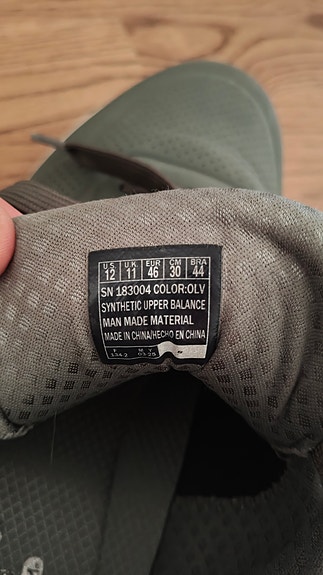 U.S. U.K. EUR CM BRA
12 11 46 30 44
SN 183004 COLOR:OLV
SYNTHETIC UPPER BALANCE
MAN MADE MATERIAL
MADE IN CHINA/HECHO EN CHINA
F M Y